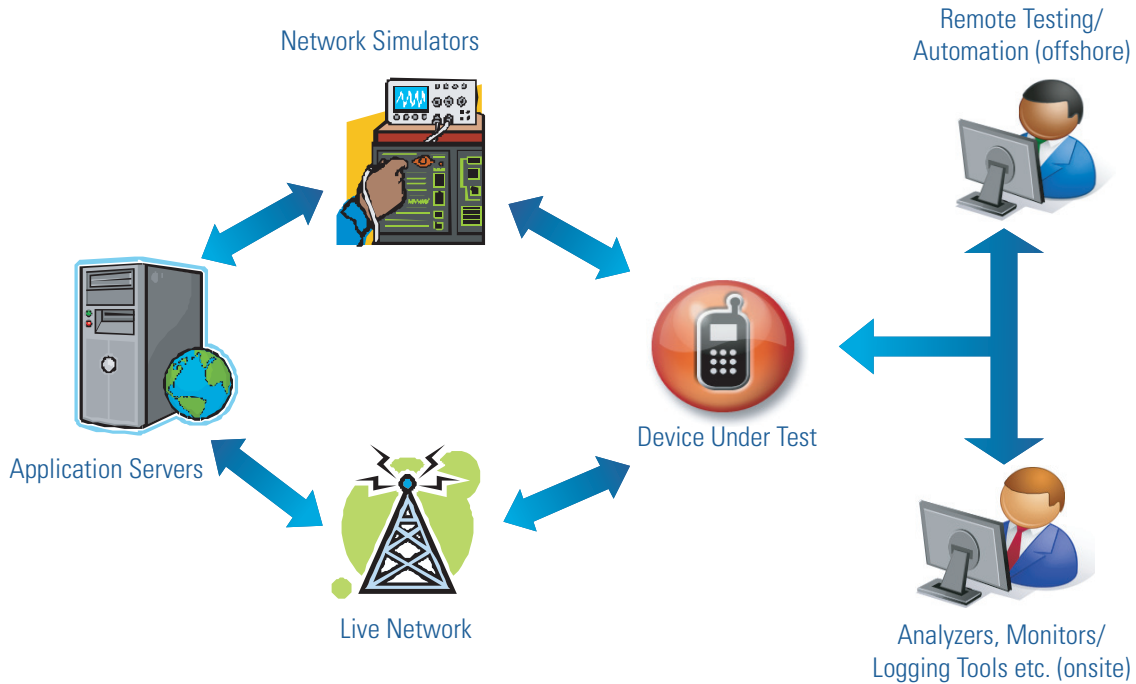 Network Simulators
Remote Testing/
Automation (offshore)
Application Servers
Device Under Test
Live Network
Analyzers, Monitors/
Logging Tools etc. (onsite)